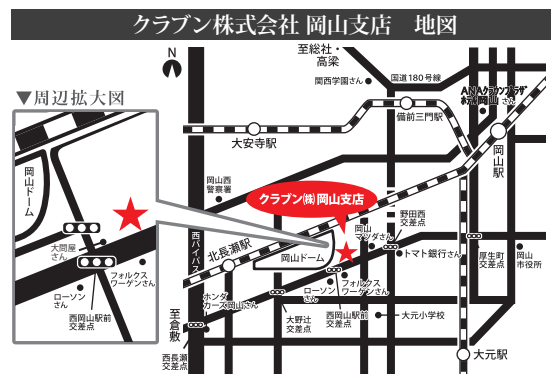 クラブン株式会社 岡山支店　地図
N
至総社・
高梁
関西学園さん
国道180号線
ANAクラウンプラザ
ホテル岡山さん
▼周辺拡大図
備前三門駅
大安寺駅
岡山駅
岡山ドーム
岡山西
警察署
クラブン㈱岡山支店
野田西
交差点
岡山
マツダさん
西バイパス
北長瀬駅
岡山ドーム
トマト銀行さん
厚生町
交差点
岡山
市役所
大問屋
さん
フォルクス
ワーゲンさん
ローソン
さん
西岡山駅前
交差点
ホンダ
カーズ岡山さん
ローソン
さん
フォルクス
ワーゲンさん
至倉敷
大野辻
交差点
西岡山駅前
交差点
大元小学校
西長瀬
交差点
大元駅